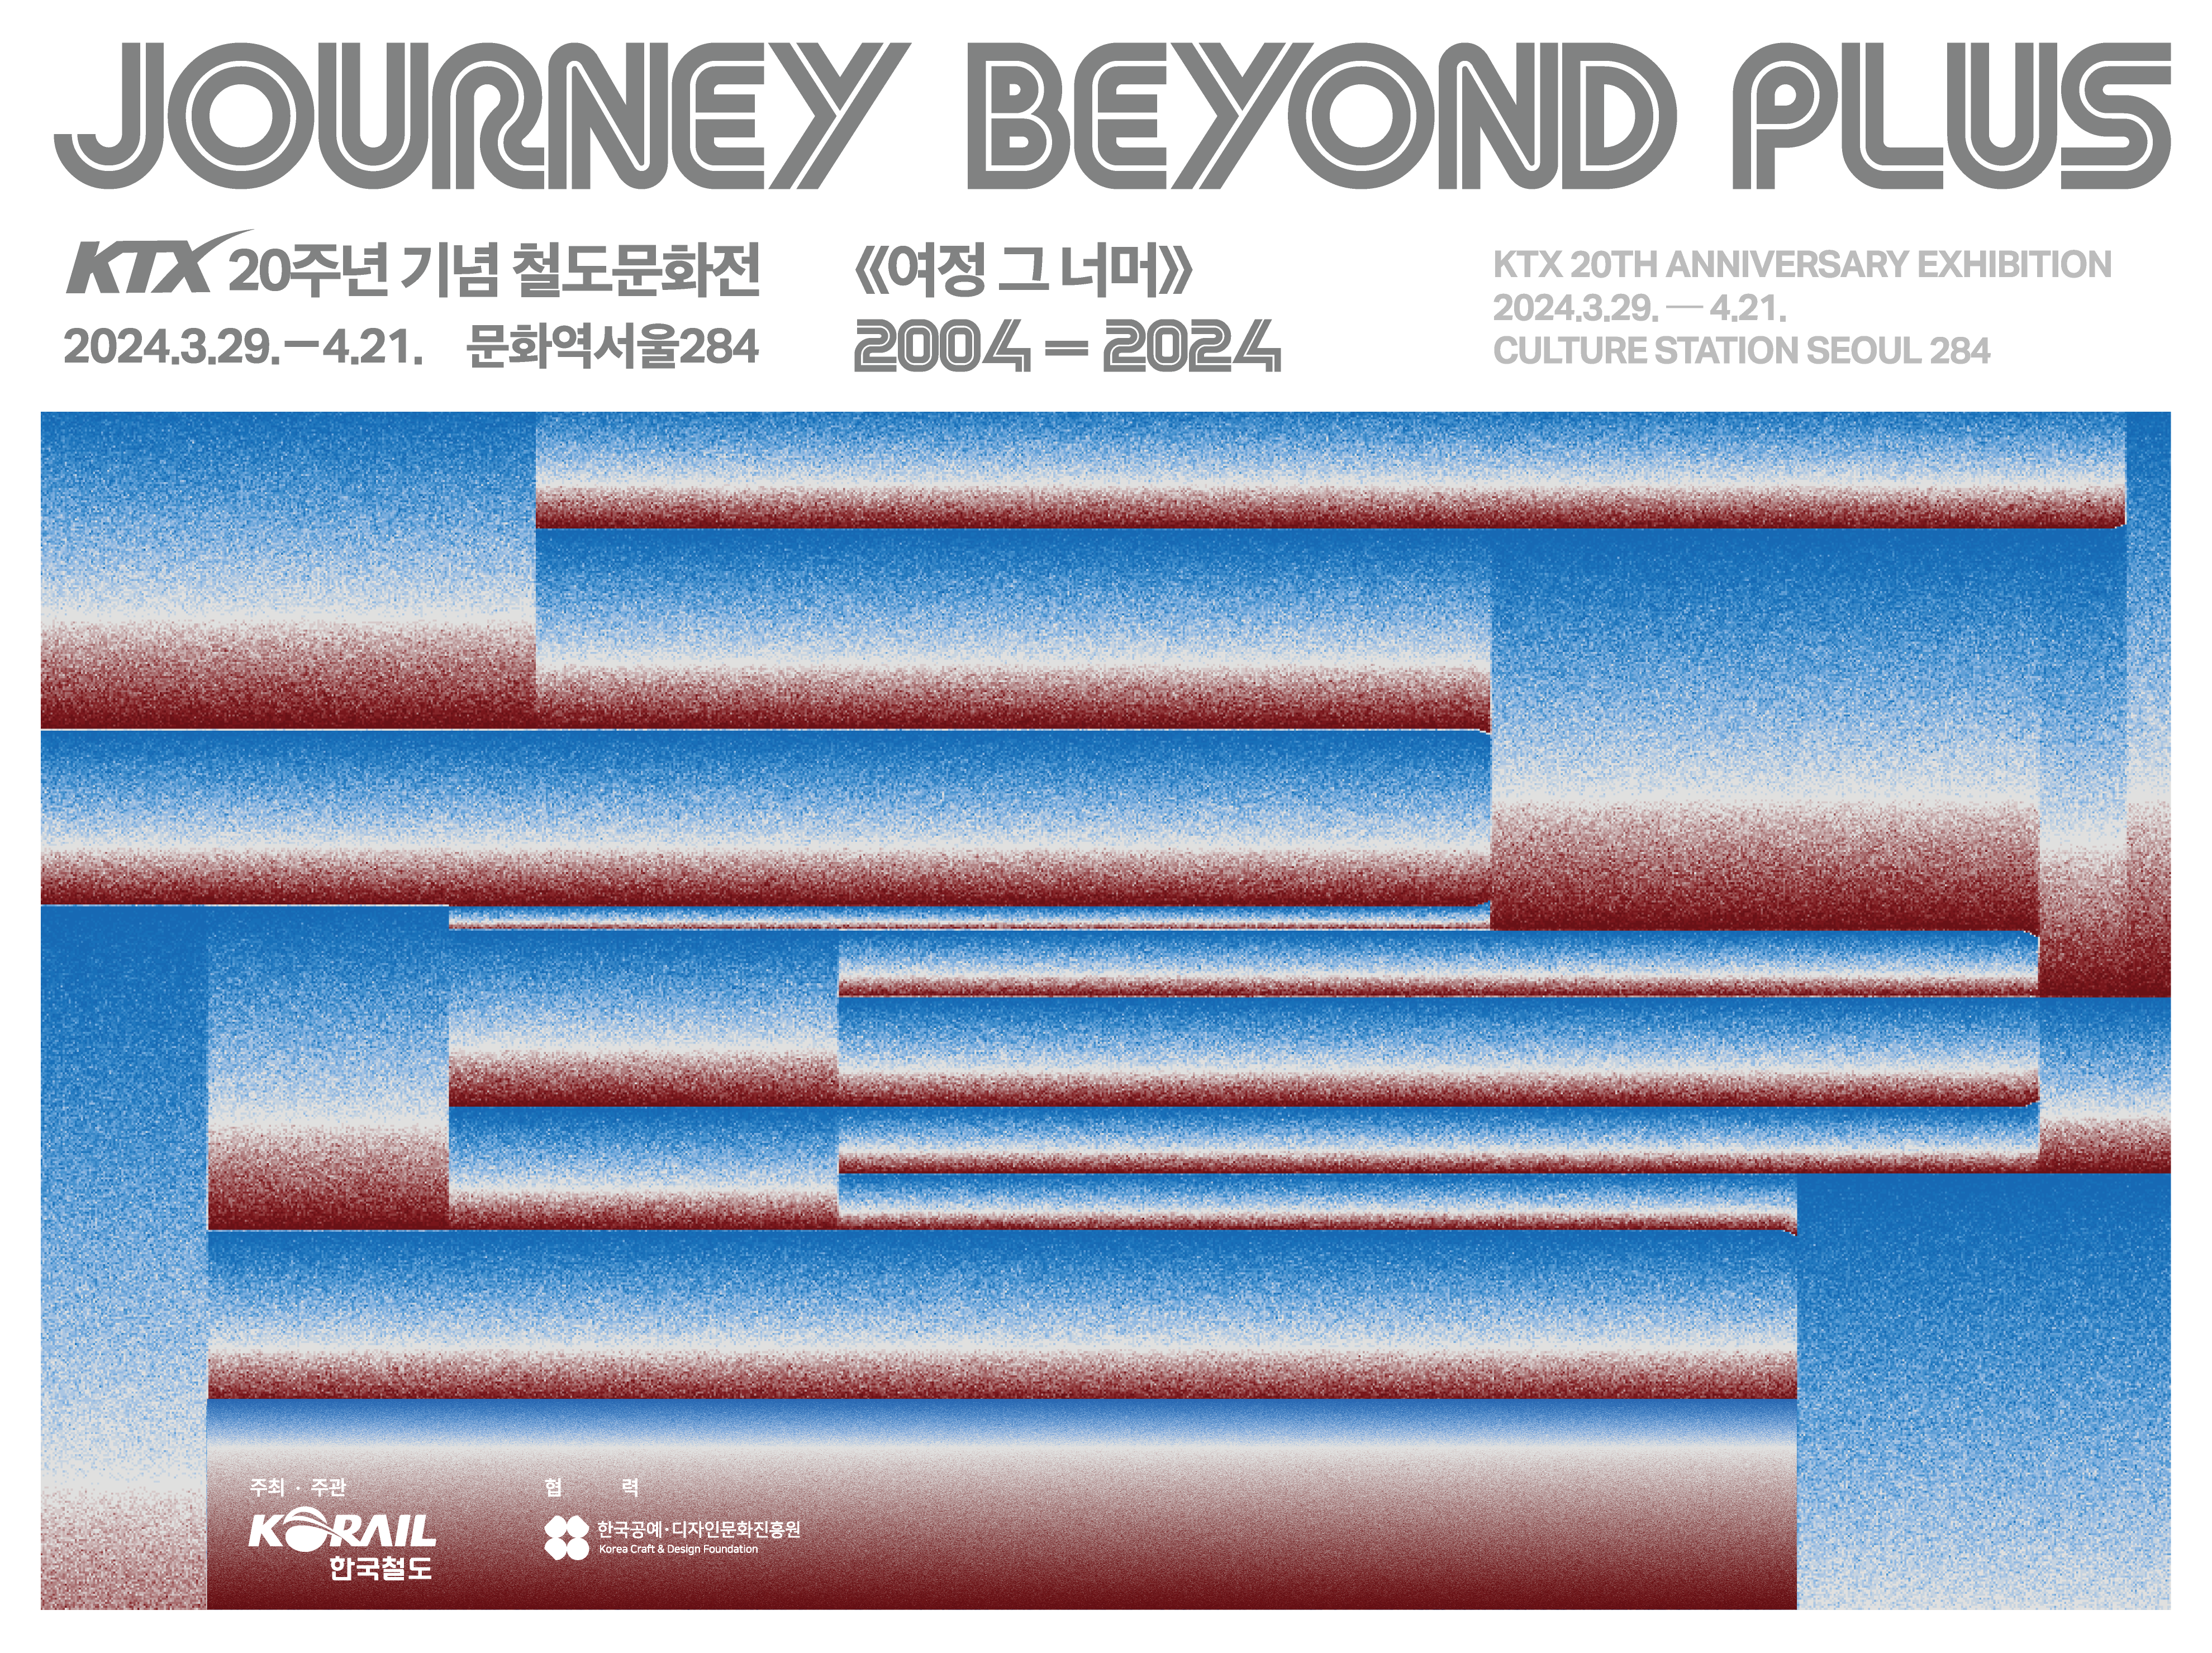 JOURNEY BEYOND PLUS
KTX 20주년 기념 철도문화전
2024.3.29.—4.21. 문화역서울284
《여정 그 너머》
2004 = 2024
KTX 20TH ANNIVERSARY EXHIBITION
2024.3.29. — 4.21.
CULTURE STATION SEOUL 284
주최 · 주관
KORAIL
한국철도
협 력
한국공예·디자인문화진흥원
Korea Craft & Design Foundation